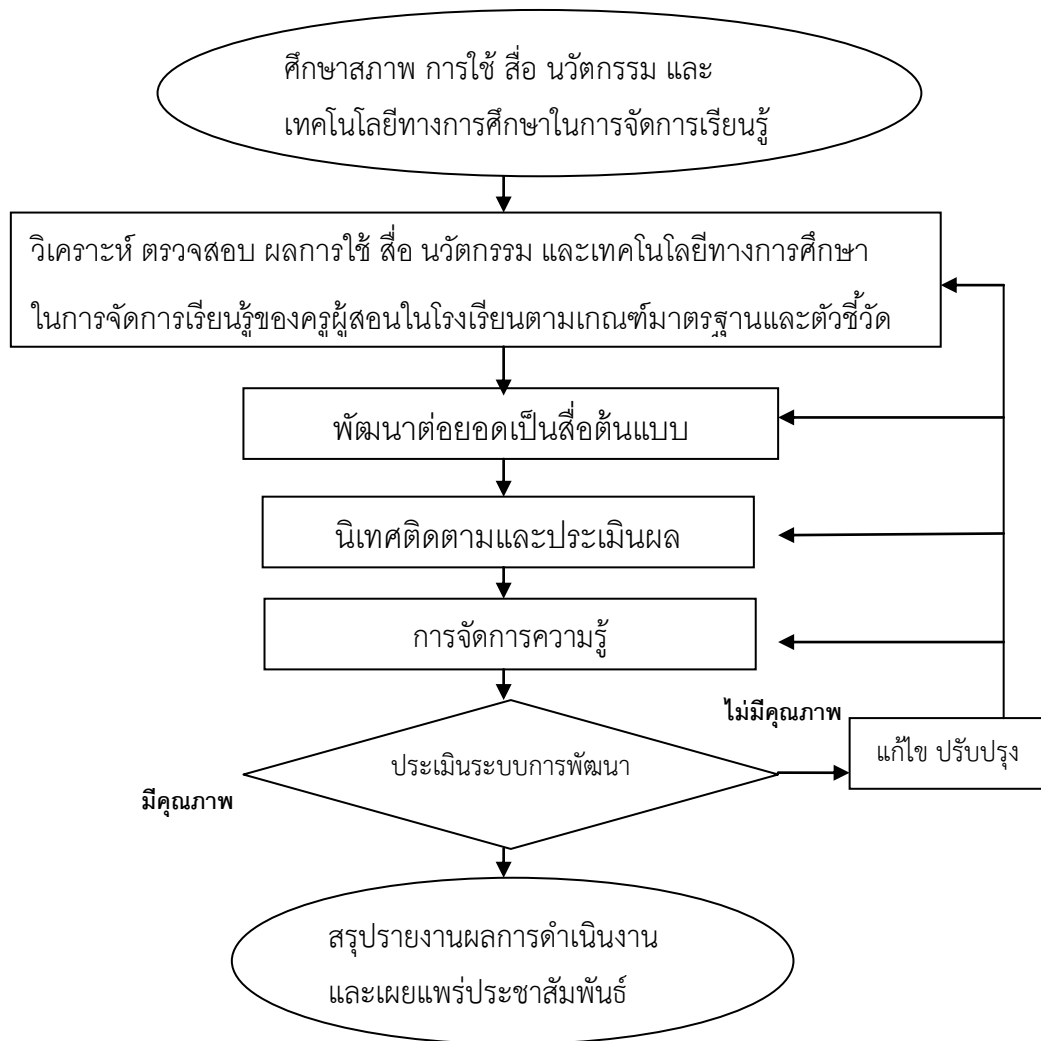 ศึกษาสภาพ การใช้ สื่อ นวัตกรรม และ
เทคโนโลยีทางการศึกษาในการจัดการเรียนรู้
วิเคราะห์ ตรวจสอบ ผลการใช้ สื่อ นวัตกรรม และเทคโนโลยีทางการศึกษา
ในการจัดการเรียนรู้ของครูผู้สอนในโรงเรียนตามเกณฑ์มาตรฐานและตัวชี้วัด
พัฒนาต่อยอดเป็นสื่อต้นแบบ
นิเทศติดตามและประเมินผล
การจัดการความรู้
ไม่มีคุณภาพ
แก้ไข ปรับปรุง
ประเมินระบบการพัฒนา
มีคุณภาพ
สรุปรายงานผลการดำเนินงาน
และเผยแพร่ประชาสัมพันธ์